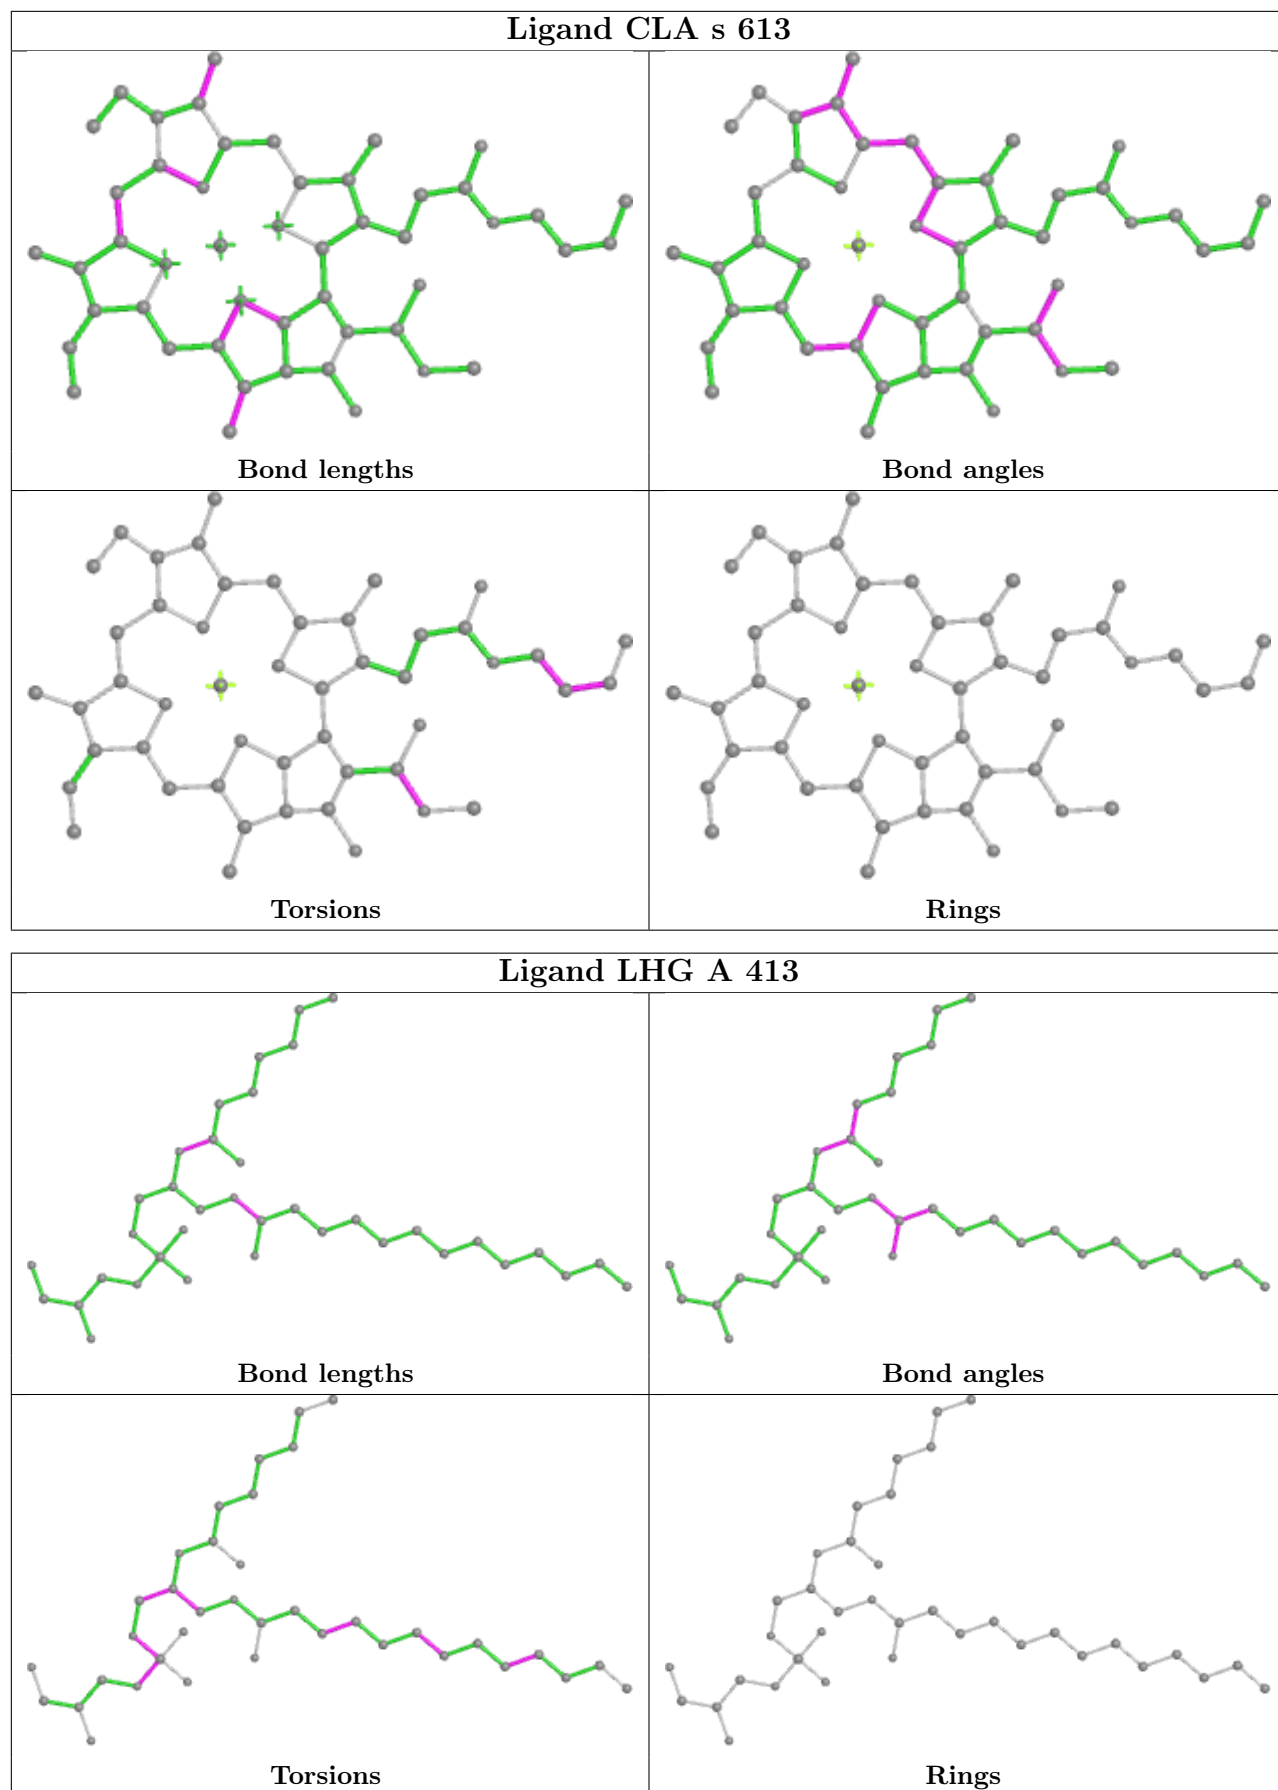 Ligand CLA s 613
Bond lengths
Bond angles
Torsions
Rings
Ligand LHG A 413
Bond lengths
Bond angles
Torsions
Rings